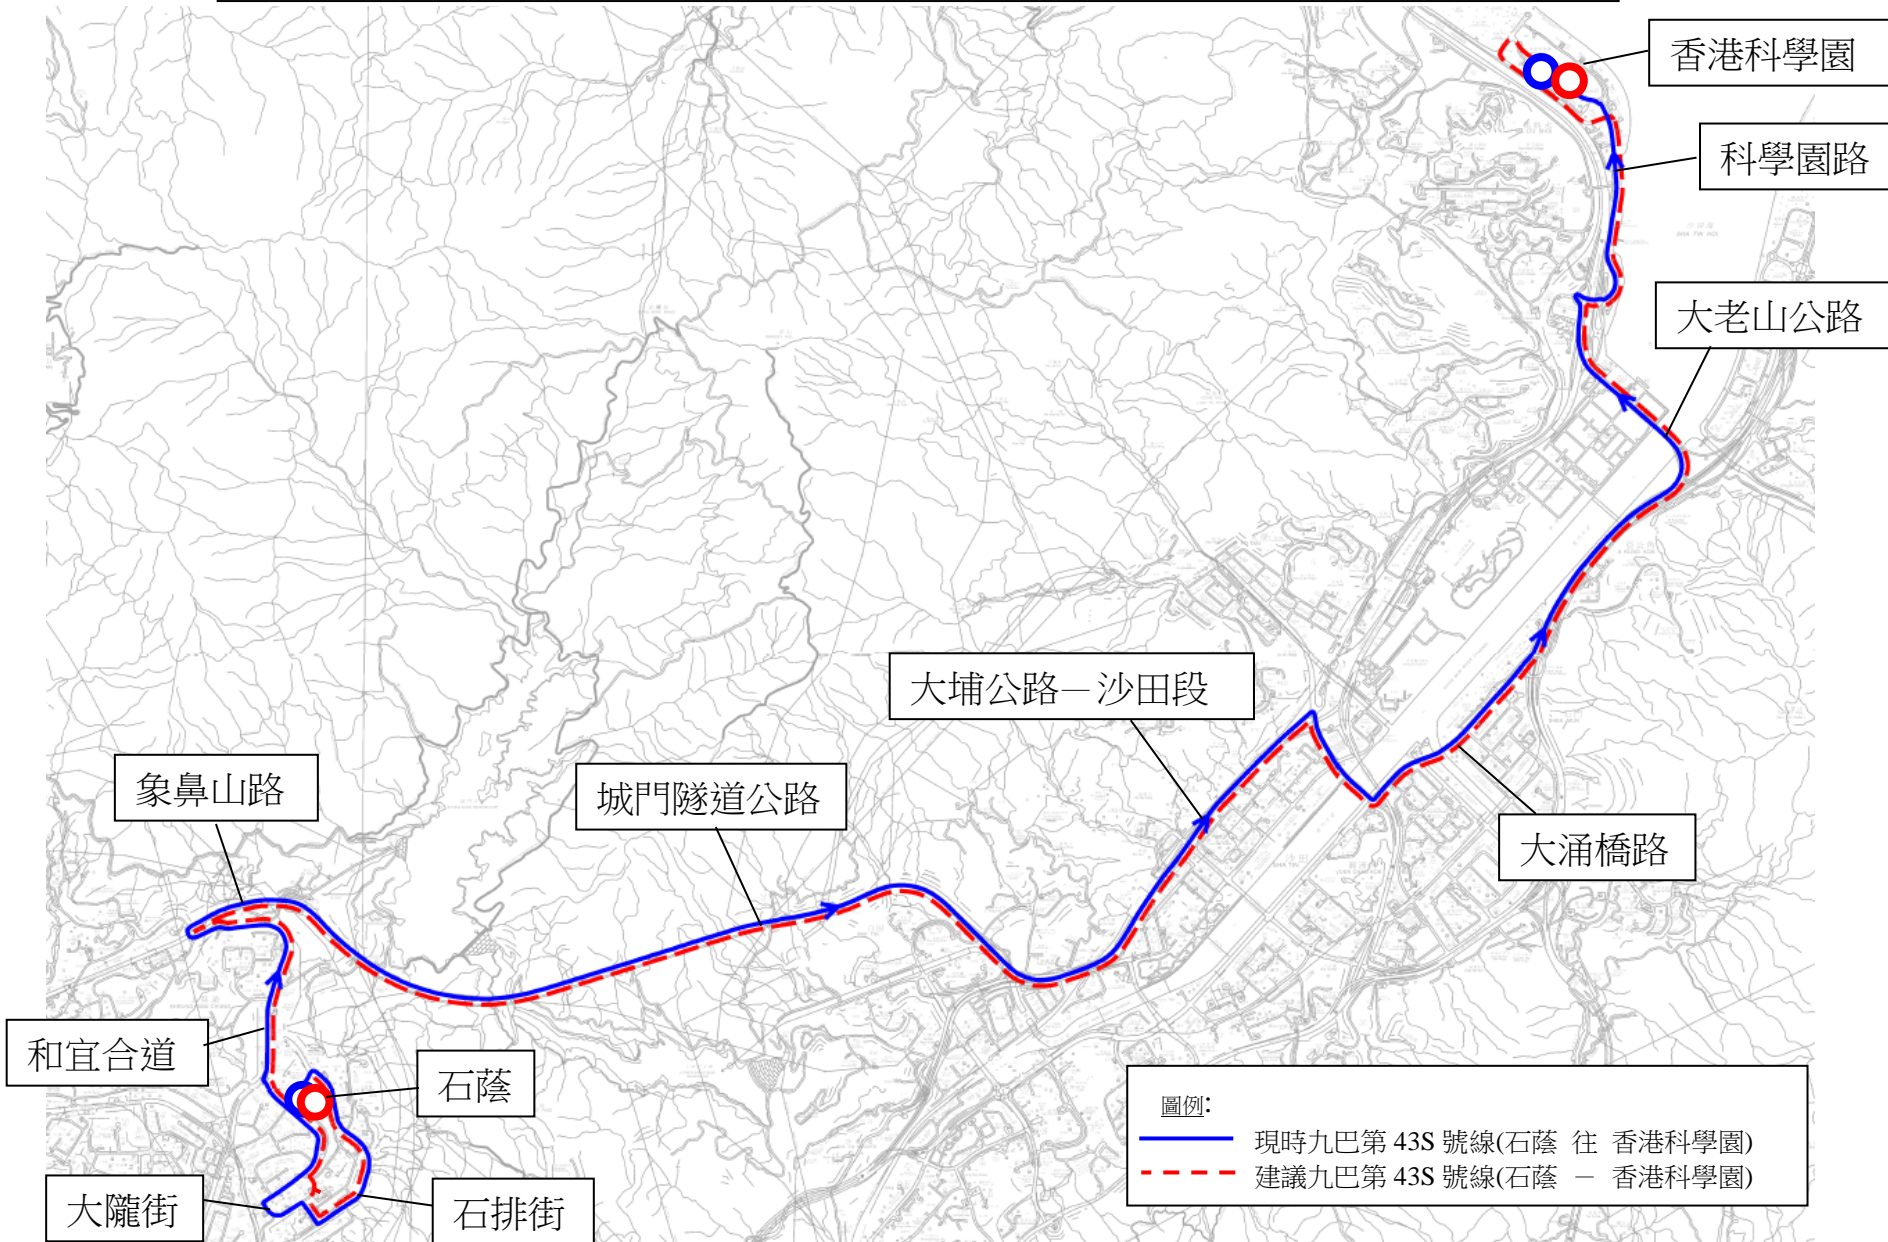 香港科學園
科學園路
大老山公路
大埔公路－沙田段
象鼻山路
城門隧道公路
大涌橋路
和宜合道
石蔭
大隴街
石排街
圖例:
現時九巴第 43S 號線(石蔭 往 香港科學園)
建議九巴第 43S 號線(石蔭 － 香港科學園)